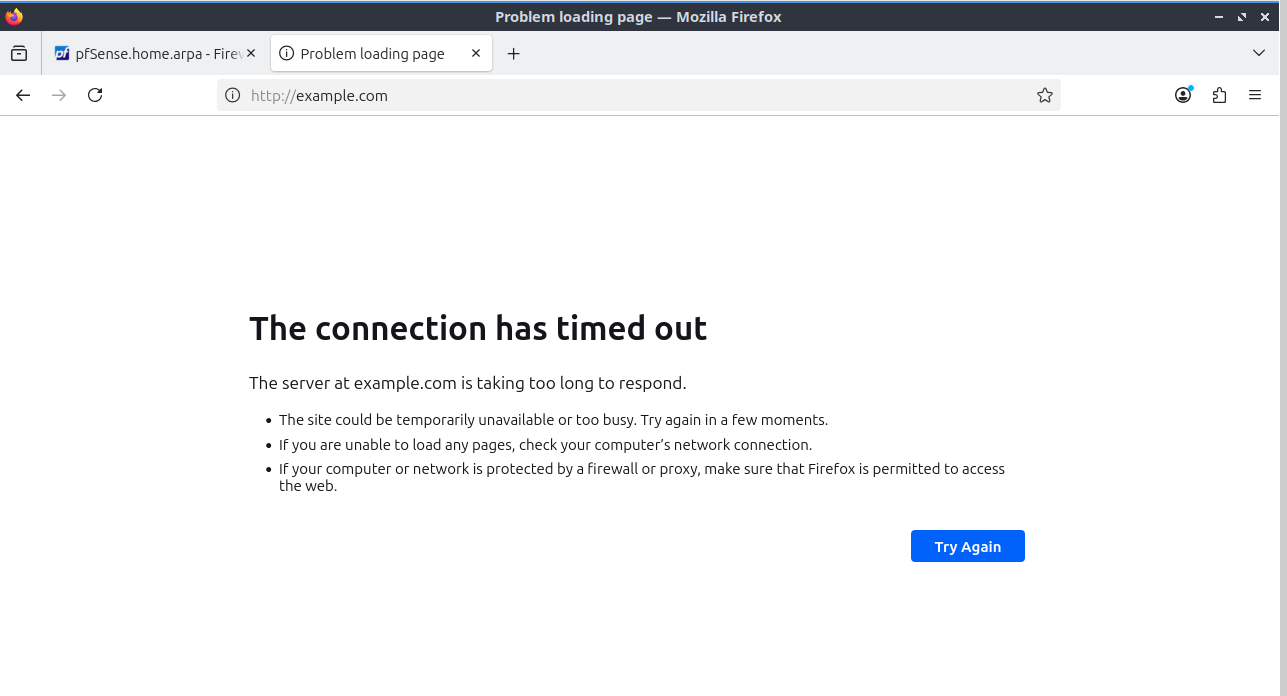 Problem loading page — Mozilla Firefox
pf pfSense.home.arpa - Firew
Problem loading page
http://example.com
The connection has timed out
The server at example.com is taking too long to respond.
• The site could be temporarily unavailable or too busy. Try again in a few moments.
• If you are unable to load any pages, check your computer’s network connection.
• If your computer or network is protected by a firewall or proxy, make sure that Firefox is permitted to access
the web.
Try Again